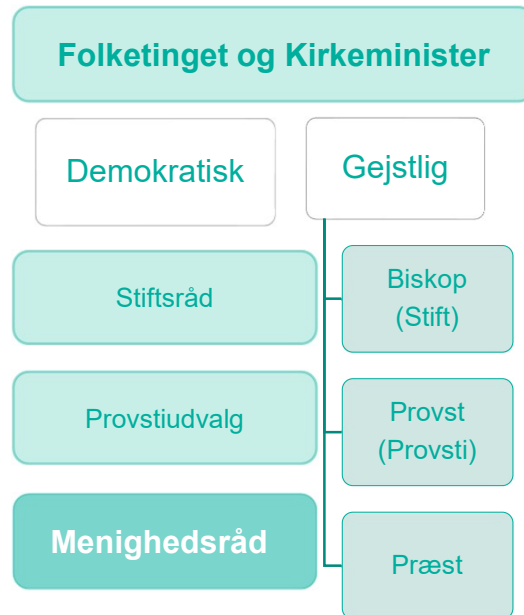 Folketinget og Kirkeminister
Demokratisk
Gejstlig
Stiftsråd
Biskop
(Stift)
Provstiudvalg
Provst
(Provsti)
Menighedsråd
Præst